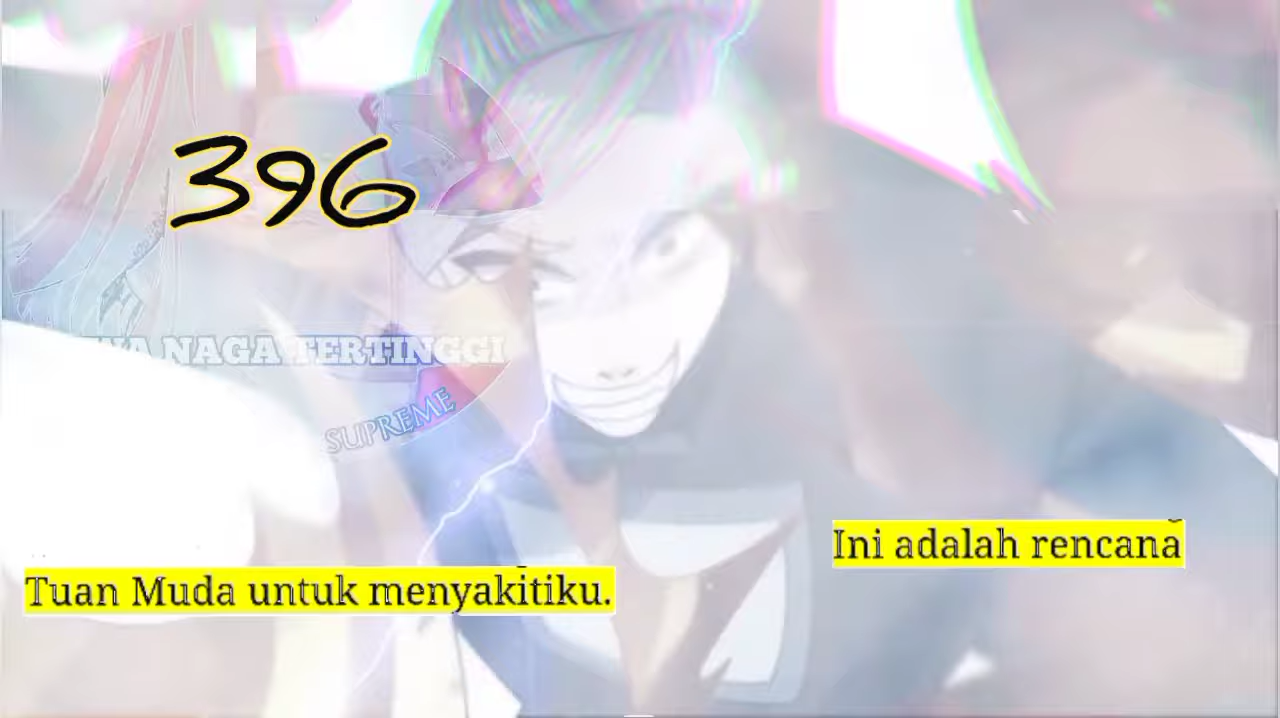 396
NAGA TERTINGGI
SUPREME
Ini adalah rencana
Tuan Muda untuk menyakitiku.